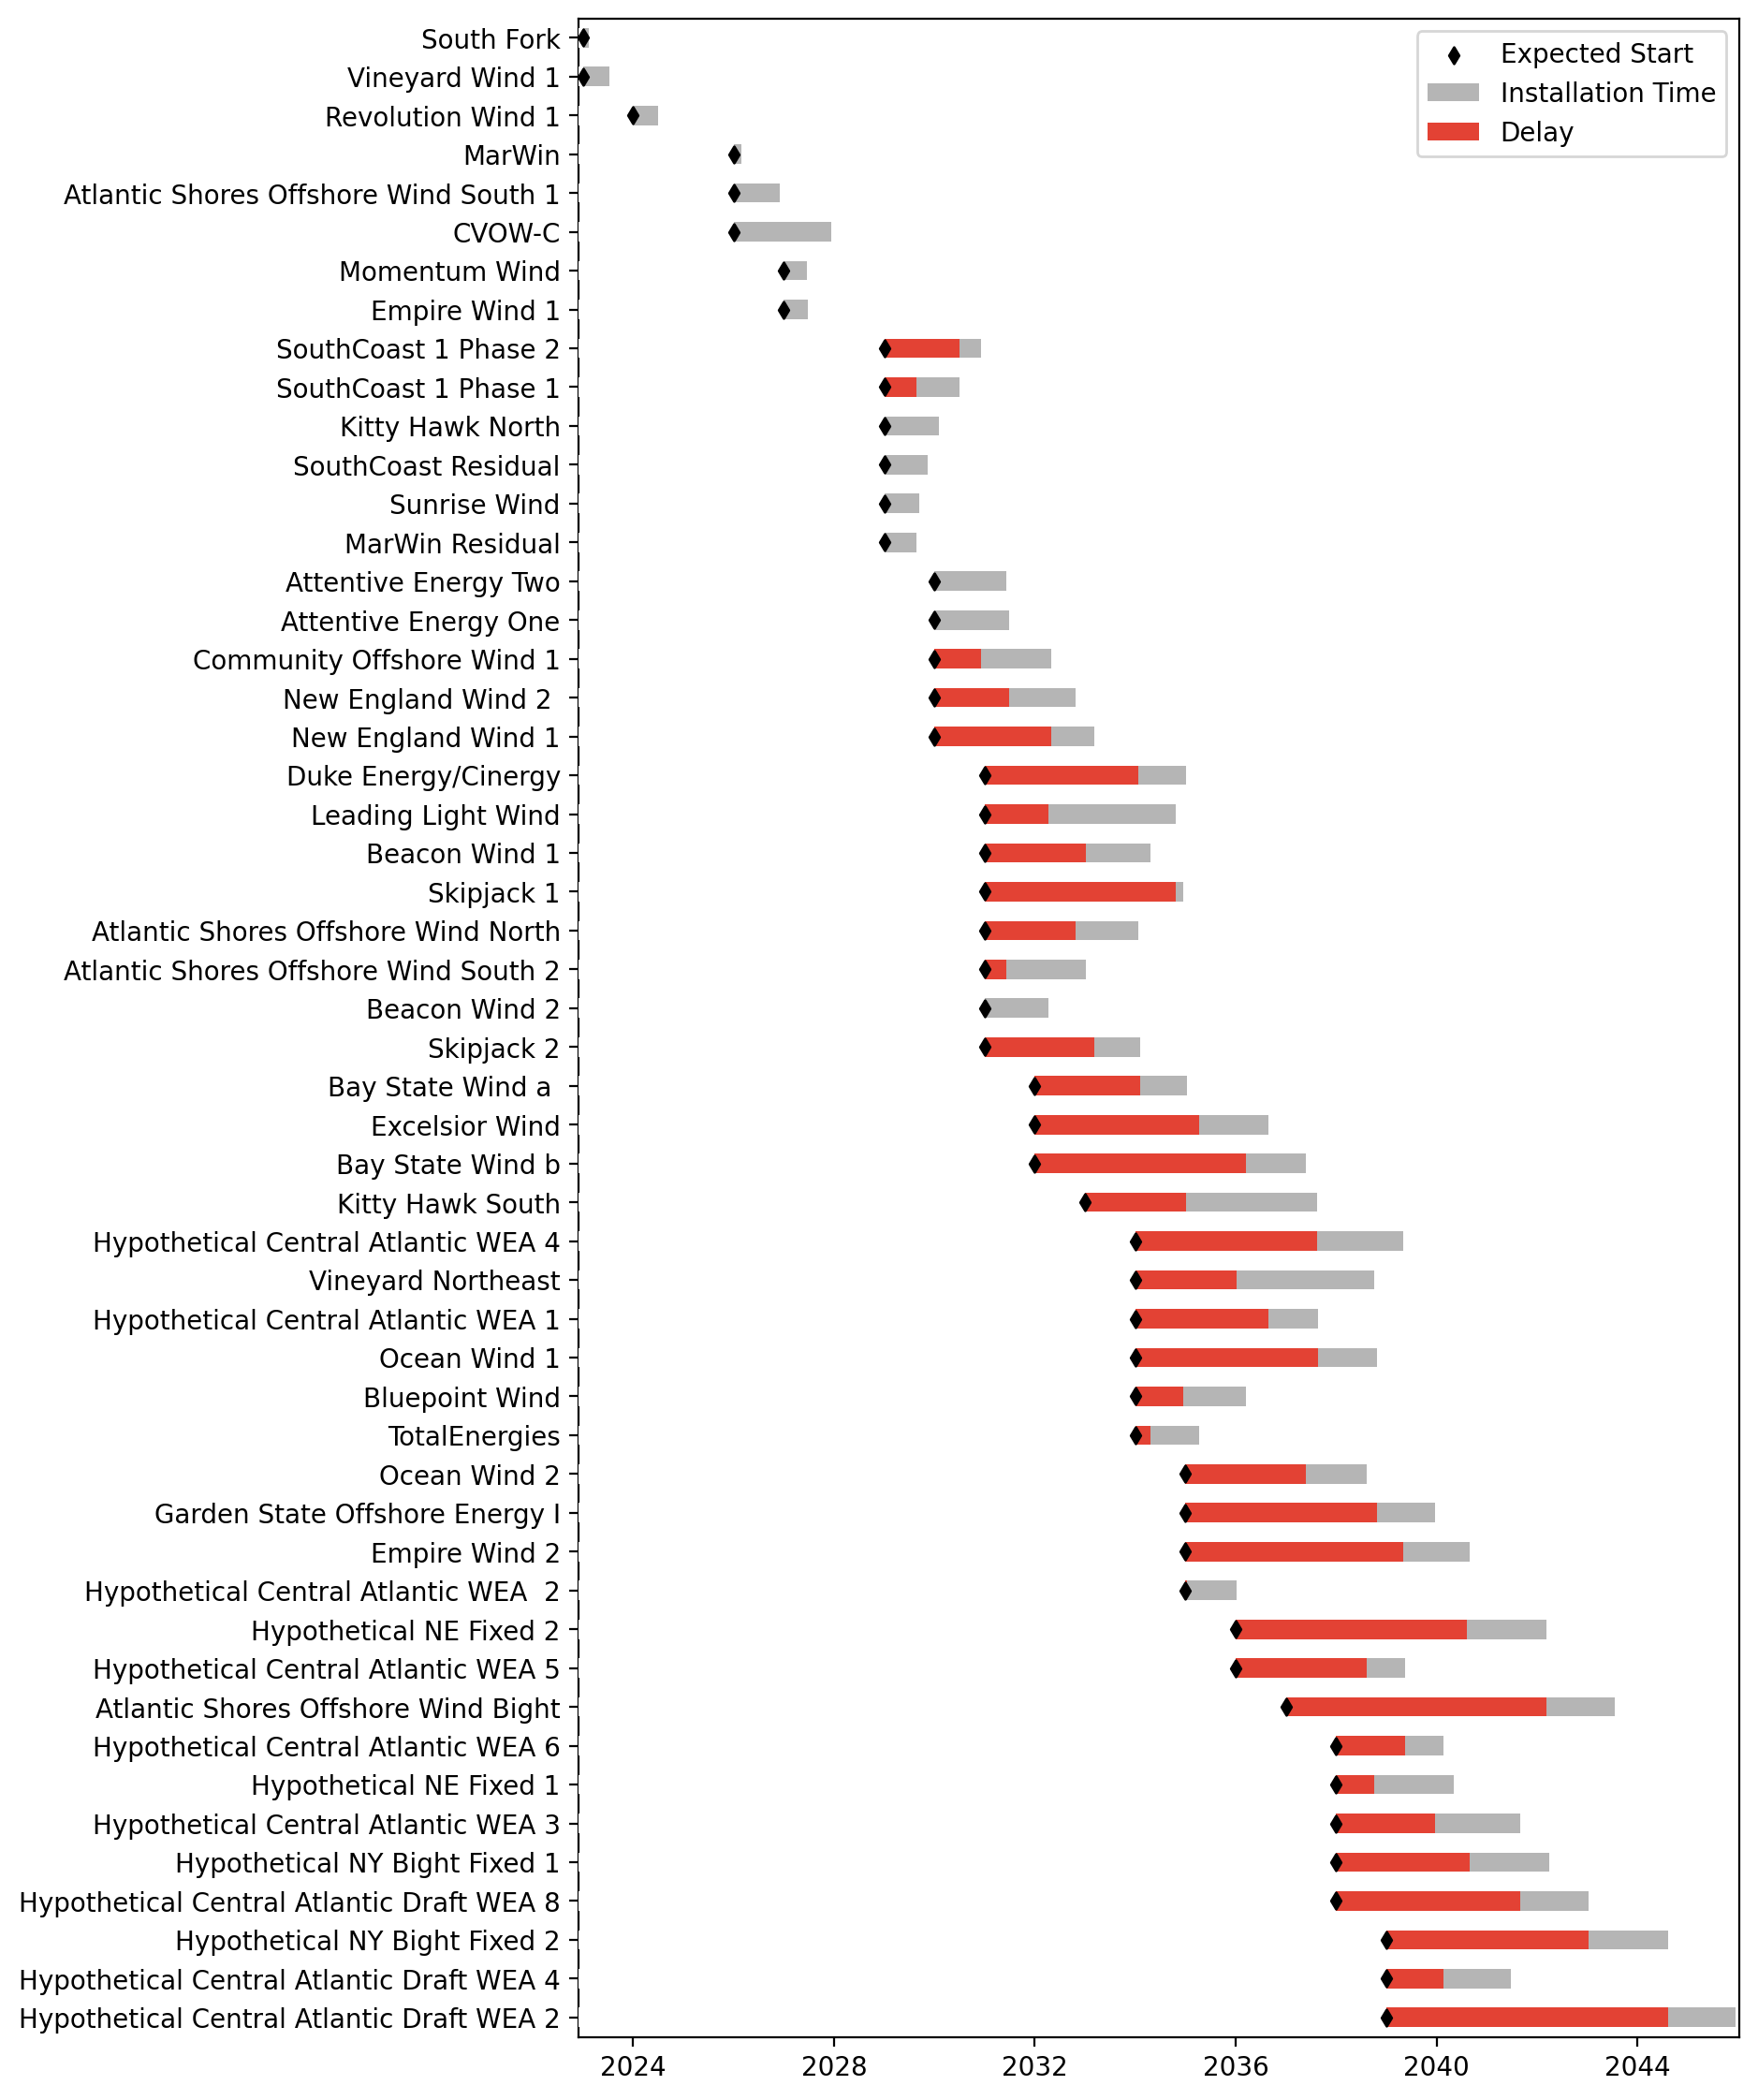 South Fork
Vineyard Wind 1
Revolution Wind 1
MarWin
Atlantic Shores Offshore Wind South 1
CVOW-C
Momentum Wind
Empire Wind 1
SouthCoast 1 Phase 2
SouthCoast 1 Phase 1
Kitty Hawk North
SouthCoast Residual
Sunrise Wind
MarWin Residual
Attentive Energy Two
Attentive Energy One
Community Offshore Wind 1
New England Wind 2
New England Wind 1
Duke Energy/Cinergy
Leading Light Wind
Beacon Wind 1
Skipjack 1
Atlantic Shores Offshore Wind North
Atlantic Shores Offshore Wind South 2
Beacon Wind 2
Skipjack 2
Bay State Wind a
Excelsior Wind
Bay State Wind b
Kitty Hawk South
Hypothetical Central Atlantic WEA 4
Vineyard Northeast
Hypothetical Central Atlantic WEA 1
Ocean Wind 1
Bluepoint Wind
TotalEnergies
Ocean Wind 2
Garden State Offshore Energy I
Empire Wind 2
Hypothetical Central Atlantic WEA  2
Hypothetical NE Fixed 2
Hypothetical Central Atlantic WEA 5
Atlantic Shores Offshore Wind Bight
Hypothetical Central Atlantic WEA 6
Hypothetical NE Fixed 1
Hypothetical Central Atlantic WEA 3
Hypothetical NY Bight Fixed 1
Hypothetical Central Atlantic Draft WEA 8
Hypothetical NY Bight Fixed 2
Hypothetical Central Atlantic Draft WEA 4
Hypothetical Central Atlantic Draft WEA 2
Expected Start
Installation Time
Delay
2024 2028 2032 2036 2040 2044